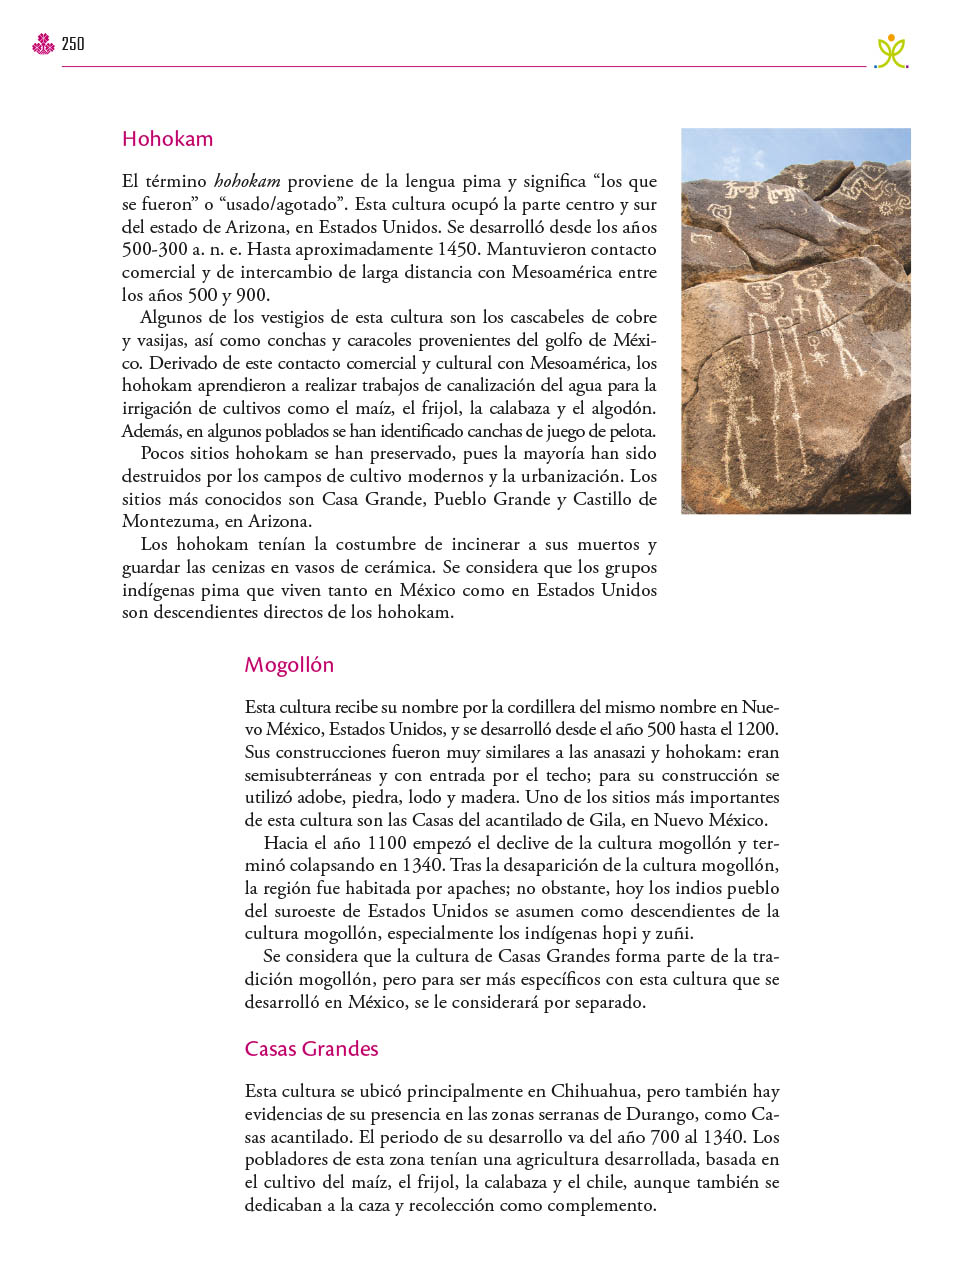 250
Hohokam
El término hohokam proviene de la lengua pima y significa “los que
se fueron” o “usado/agotado”. Esta cultura ocupó la parte centro y sur
del estado de Arizona, en Estados Unidos. Se desarrolló desde los años
500-300 a. n. e. Hasta aproximadamente 1450. Mantuvieron contacto
comercial y de intercambio de larga distancia con Mesoamérica entre
los años 500 y 900.
Algunos de los vestigios de esta cultura son los cascabeles de cobre
y vasijas, así como conchas y caracoles provenientes del golfo de Méxi-
co. Derivado de este contacto comercial y cultural con Mesoamérica, los
hohokam aprendieron a realizar trabajos de canalización del agua para la
irrigación de cultivos como el maíz, el frijol, la calabaza y el algodón.
Además, en algunos poblados se han identificado canchas de juego de pelota.
Pocos sitios hohokam se han preservado, pues la mayoría han sido
destruidos por los campos de cultivo modernos y la urbanización. Los
sitios más conocidos son Casa Grande, Pueblo Grande y Castillo de
Montezuma, en Arizona.
Los hohokam tenían la costumbre de incinerar a sus muertos y
guardar las cenizas en vasos de cerámica. Se considera que los grupos
indígenas pima que viven tanto en México como en Estados Unidos
son descendientes directos de los hohokam.
Mogollón
Esta cultura recibe su nombre por la cordillera del mismo nombre en Nue-
vo México, Estados Unidos, y se desarrolló desde el año 500 hasta el 1200.
Sus construcciones fueron muy similares a las anasazi y hohokam: eran
semisubterráneas y con entrada por el techo; para su construcción se
utilizó adobe, piedra, lodo y madera. Uno de los sitios más importantes
de esta cultura son las Casas del acantilado de Gila, en Nuevo México.
Hacia el año 1100 empezó el declive de la cultura mogollón y ter-
minó colapsando en 1340. Tras la desaparición de la cultura mogollón,
la región fue habitada por apaches; no obstante, hoy los indios pueblo
del suroeste de Estados Unidos se asumen como descendientes de la
cultura mogollón, especialmente los indígenas hopi y zuñi.
Se considera que la cultura de Casas Grandes forma parte de la tra-
dición mogollón, pero para ser más específicos con esta cultura que se
desarrolló en México, se le considerará por separado.
Casas Grandes
Esta cultura se ubicó principalmente en Chihuahua, pero también hay
evidencias de su presencia en las zonas serranas de Durango, como Ca-
sas acantilado. El periodo de su desarrollo va del año 700 al 1340. Los
pobladores de esta zona tenían una agricultura desarrollada, basada en
el cultivo del maíz, el frijol, la calabaza y el chile, aunque también se
dedicaban a la caza y recolección como complemento.